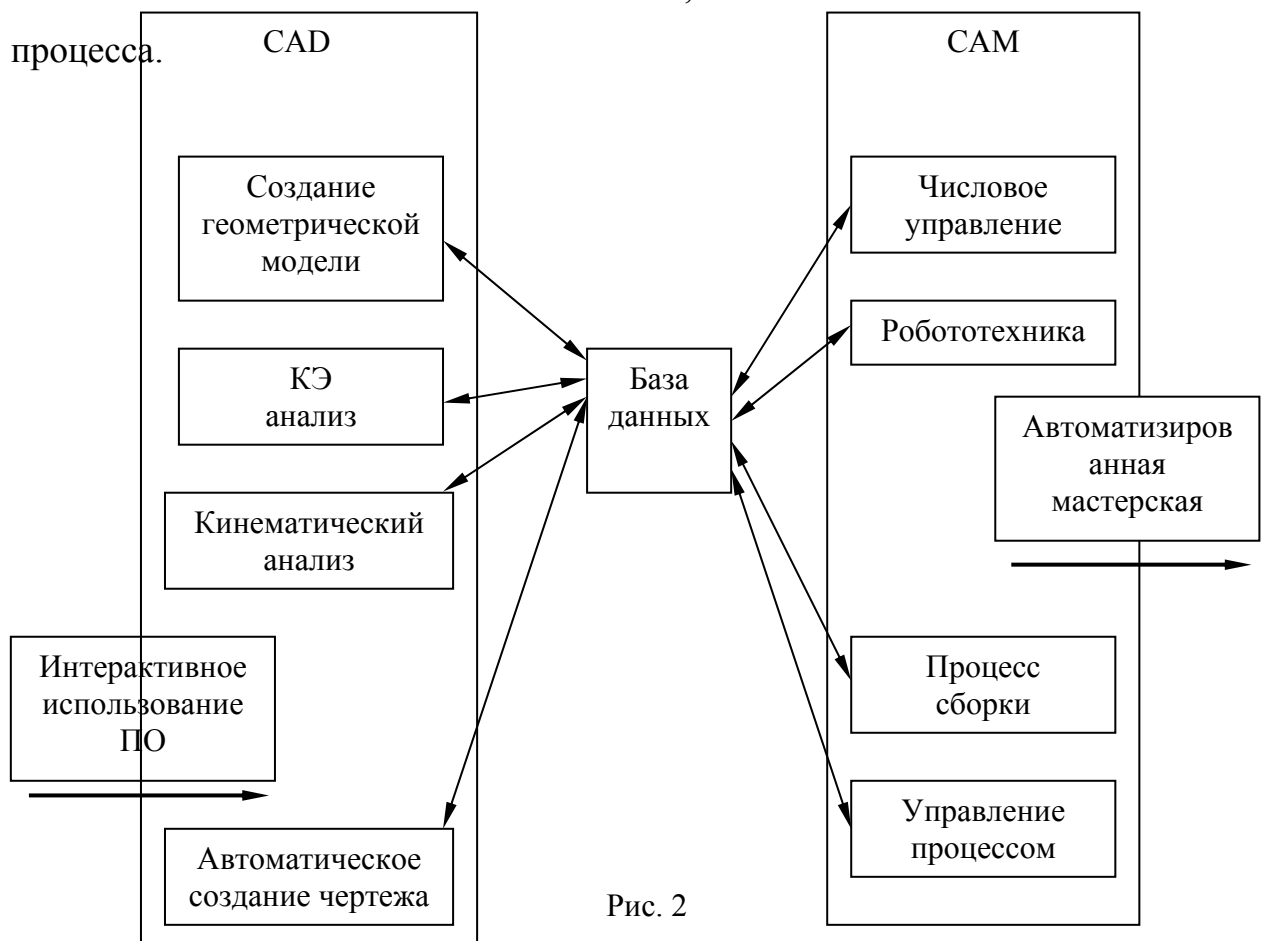 процесса.
CAD
Создание
геометрической
модели
КЭ
анализ
Кинематический
анализ
Интерактивное
использование
ПО
Автоматическое
создание чертежа
База
данных
CAM
Числовое
управление
Робототехника
Автоматизиров
анная
мастерская
Процесс
сборки
Управление
процессом
Рис. 2